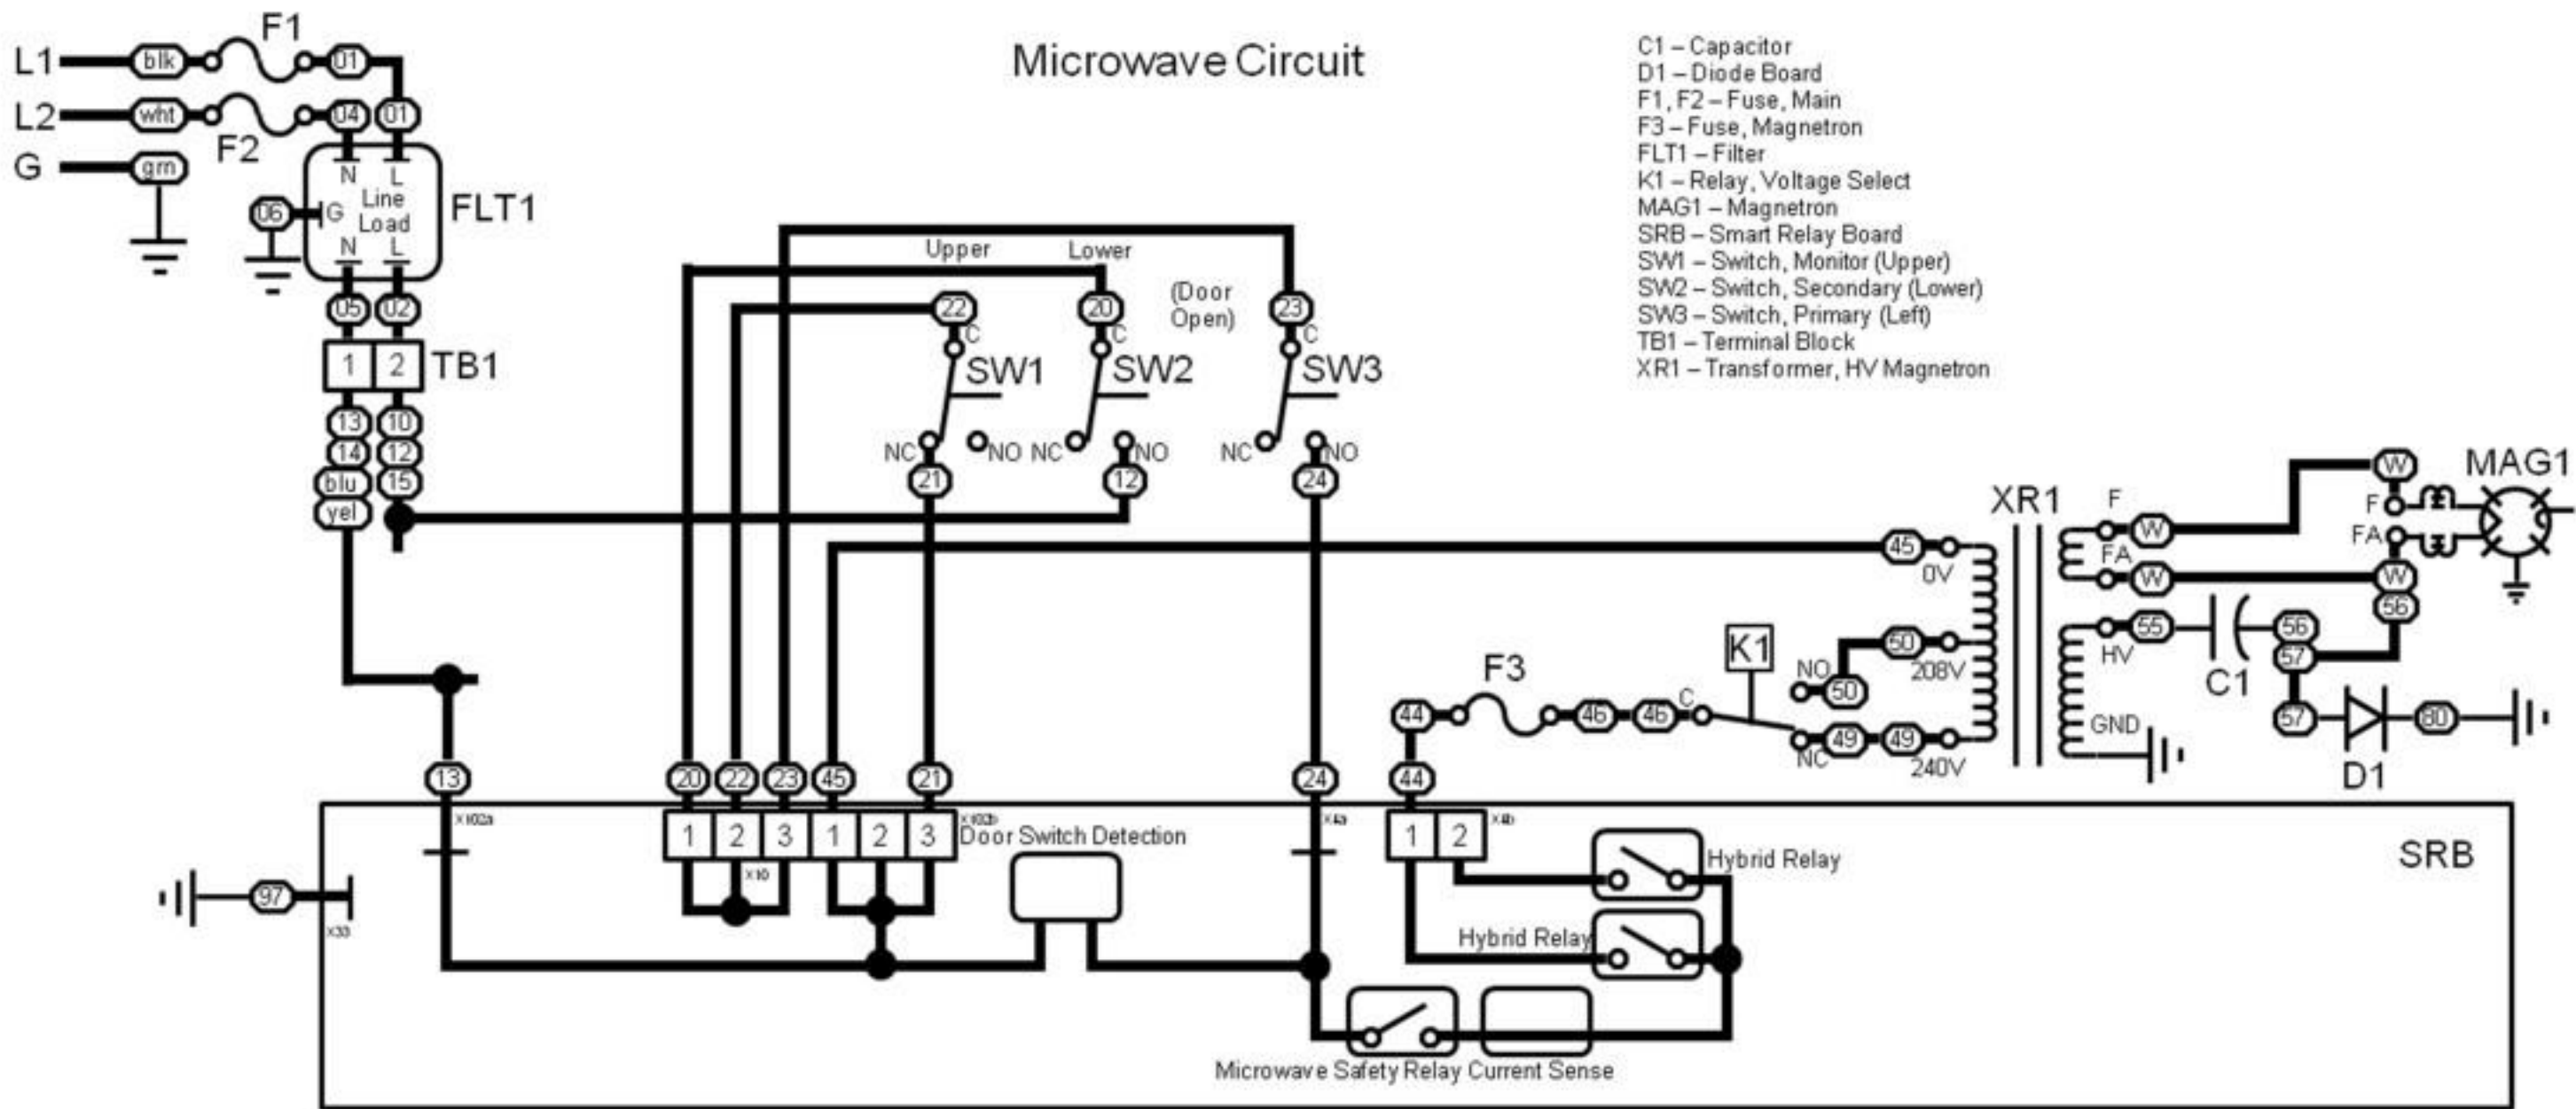 Microwave Circuit
C1 – Capacitor
D1 – Diode Board
F1, F2 – Fuse, Main
F3 – Fuse, Magnetron
FLT1 – Filter
K1 – Relay, Voltage Select
MAG1 – Magnetron
SRB – Smart Relay Board
SW1 – Switch, Monitor (Upper)
SW2 – Switch, Secondary (Lower)
SW3 – Switch, Primary (Left)
TB1 – Terminal Block
XR1 – Transformer, HV Magnetron
F1
L1 blk 01
L2 wht 04 01
F2
G grn
N L
Line
06 G FLT1
Load
N L
05 02
1 2 TB1
13 10
14 12
blu 15
yel
Upper Lower
(Door
Open)
22 20 23
C C C
SW1 SW2 SW3
NC NO NC NO NC NO
21 12 24
45
0V
XR1
F
W
FA
W
W
MAG1
F
FA
W
56
55
HV
C1
56
57
57
80
D1
GND
K1
NO
50
50
208V
F3
44 46 46 C
NC
49 49
240V
13 20 22 23 45 21 24 44
X102a
1 2 3 1 2 3
X102b
Door Switch Detection
X10
X4a
1 2
X4b
Hybrid Relay
SRB
97
X33
Hybrid Relay
Microwave Safety Relay Current Sense